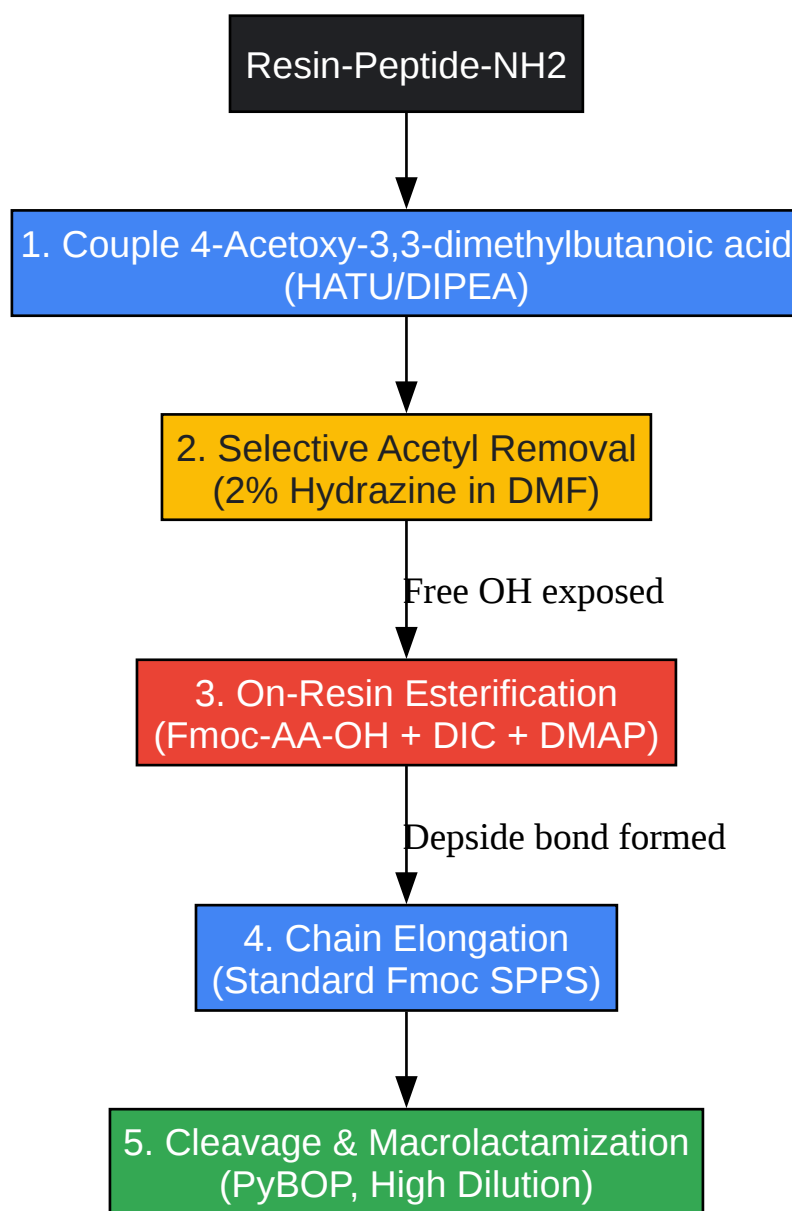 Resin-Peptide-NH2
1. Couple 4-Acetoxy-3,3-dimethylbutanoic acid
(HATU/DIPEA)
2. Selective Acetyl Removal
(2% Hydrazine in DMF)
Free OH exposed
3. On-Resin Esterification
(Fmoc-AA-OH + DIC + DMAP)
Depside bond formed
4. Chain Elongation
(Standard Fmoc SPPS)
5. Cleavage & Macrolactamization
(PyBOP, High Dilution)